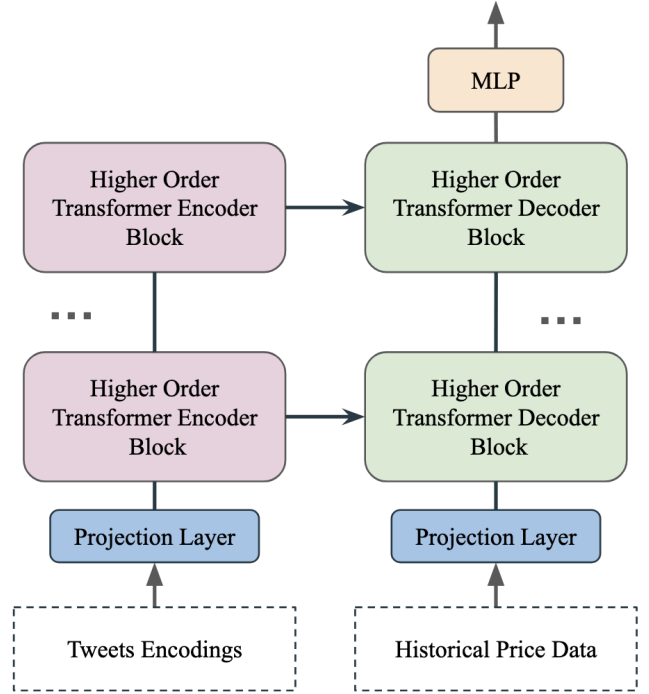 MLP
Higher Order
Transformer Encoder
Block
Higher Order
Transformer Decoder
Block
...
...
Higher Order
Transformer Encoder
Block
Higher Order
Transformer Decoder
Block
Projection Layer
Projection Layer
Tweets Encodings
Historical Price Data